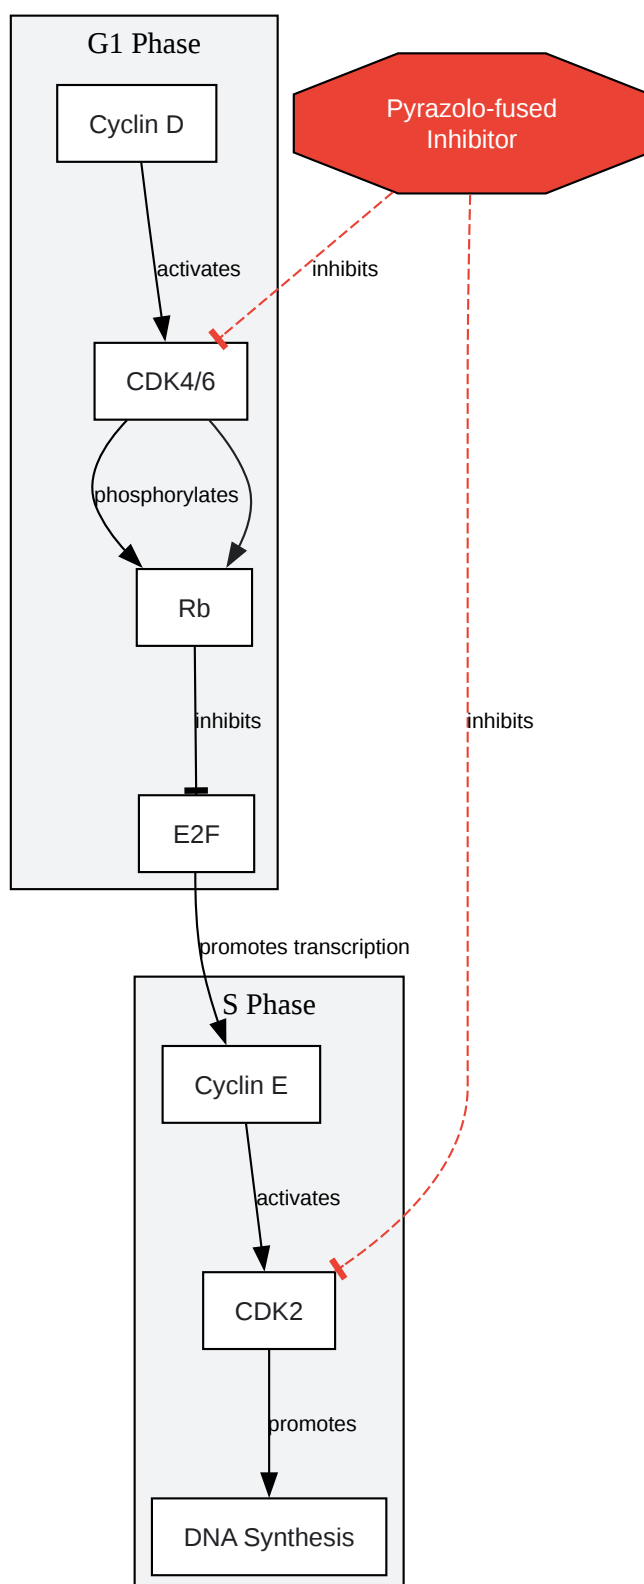 G1 Phase
Cyclin D
Pyrazolo-fused
Inhibitor
activates
inhibits
CDK4/6
phosphorylates
Rb
inhibits
inhibits
E2F
promotes transcription
S Phase
Cyclin E
activates
CDK2
promotes
DNA Synthesis